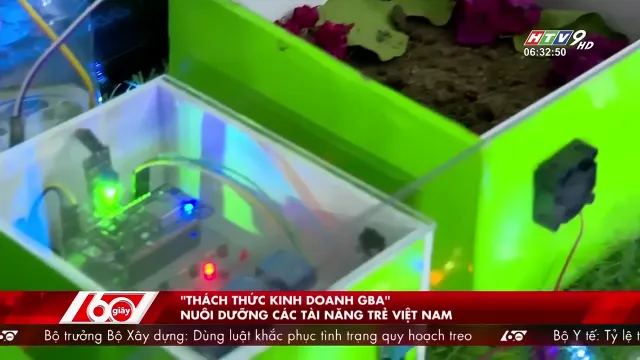 HTV9 HD
06:32:50
60 giây
"THÁCH THỨC KINH DOANH GBA"
NUÔI DƯỠNG CÁC TÀI NĂNG TRẺ VIỆT NAM
Bộ trưởng Bộ Xây dựng: Dùng luật khắc phục tình trạng quy hoạch treo 60giây Bộ Y tế: Tỷ lệ t